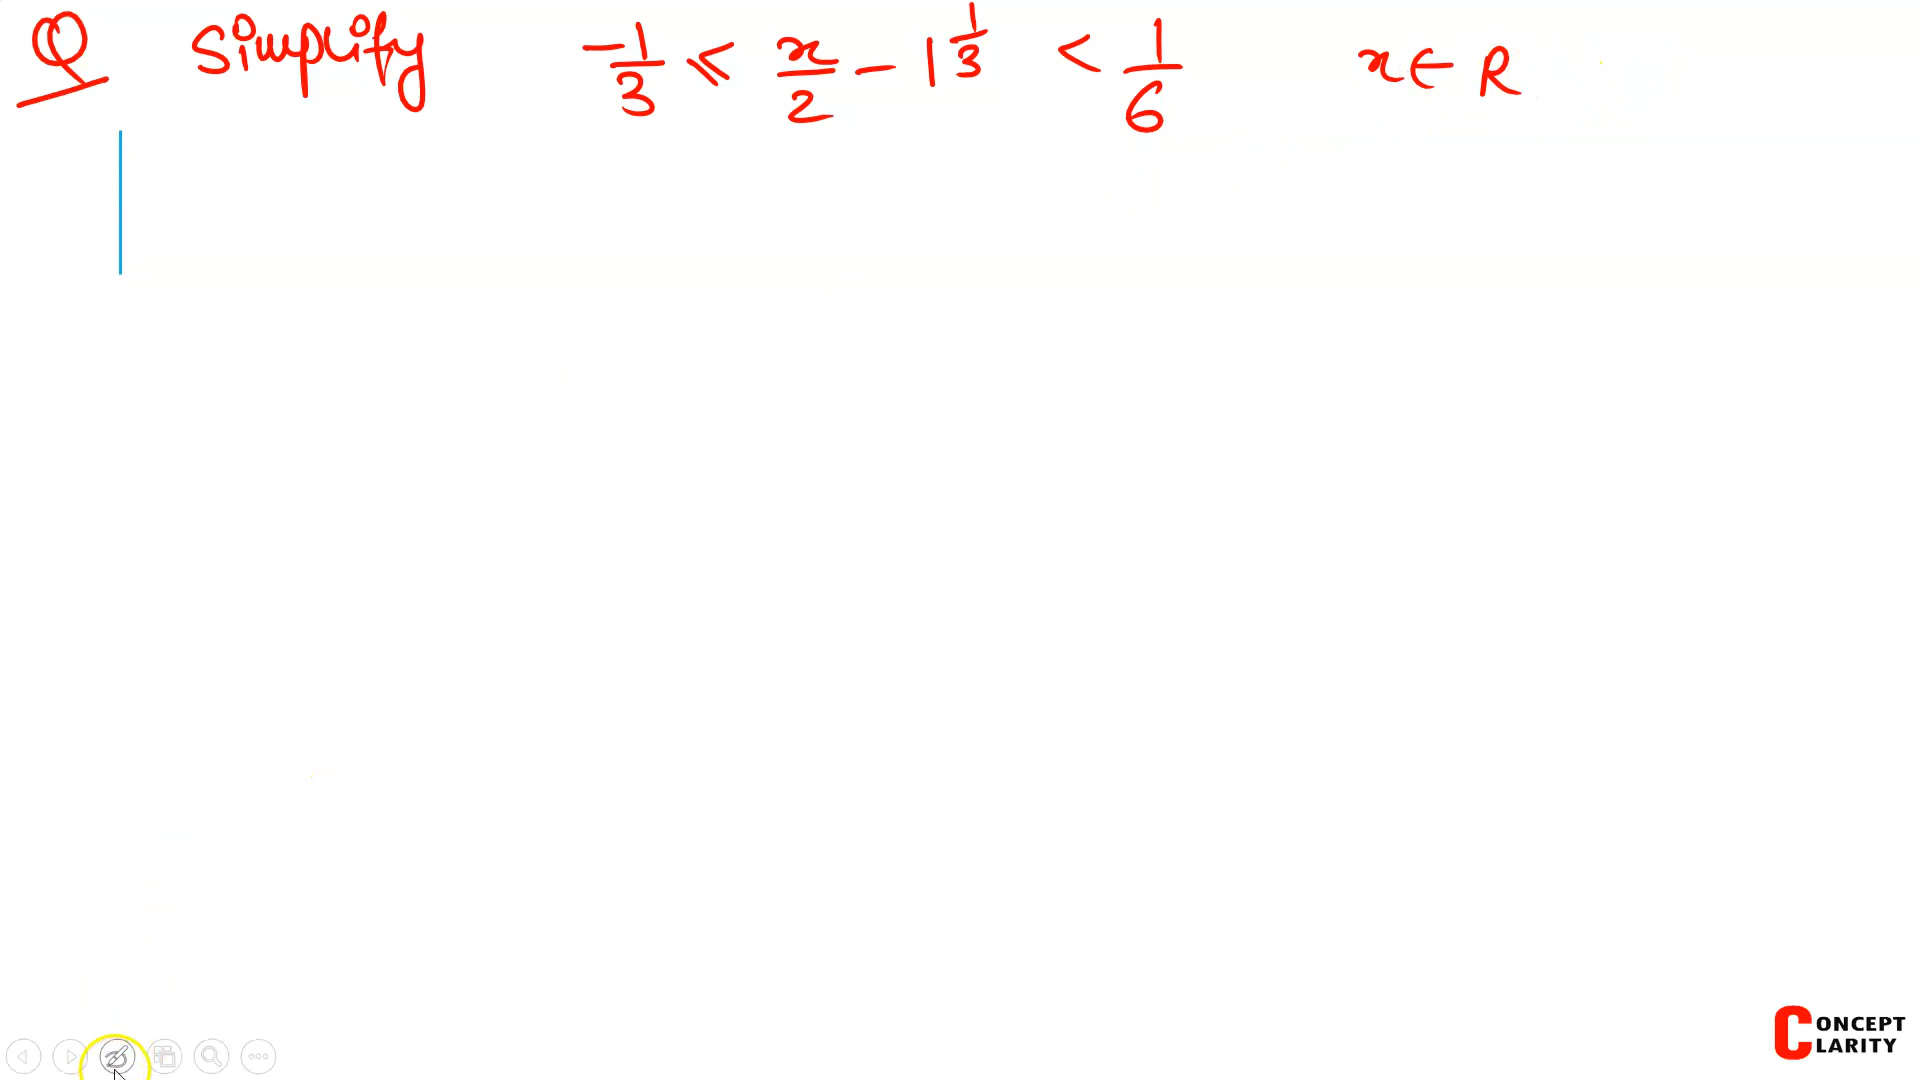 Q Simplify -1/3 ≤ x/2 - 1 1/3 < 1/6 x ∈ R
CONCEPT
CLARITY